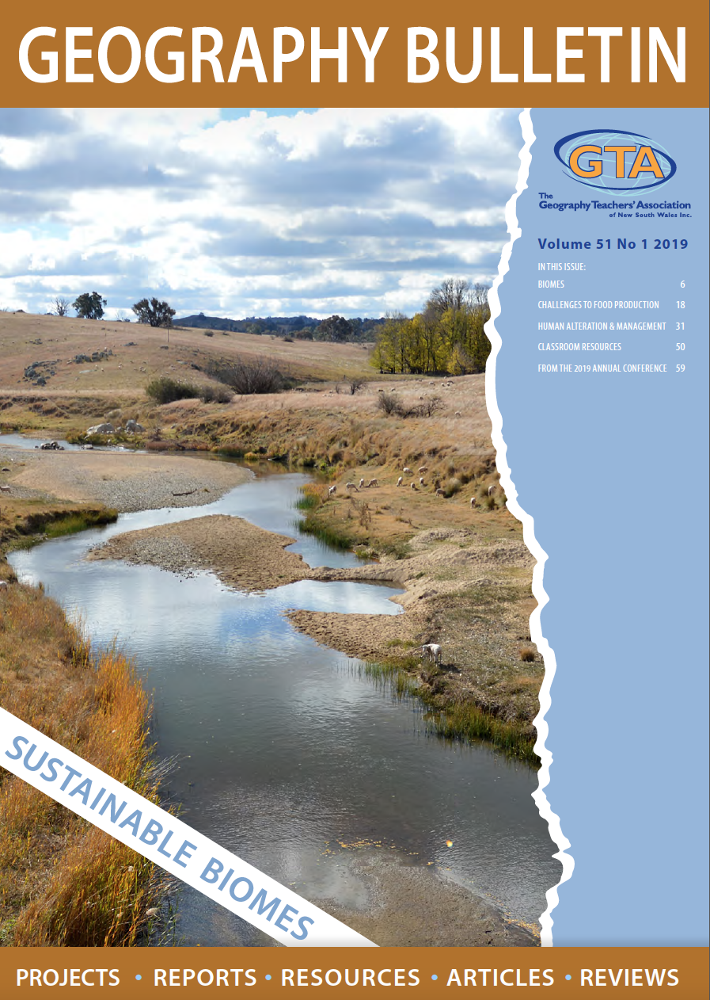 GEOGRAPHY BULLETIN
GTA
The
Geography Teachers' Association
of New South Wales Inc.
Volume 51 No 1 2019
IN THIS ISSUE:
BIOMES 6
CHALLENGES TO FOOD PRODUCTION 18
HUMAN ALTERATION & MANAGEMENT 31
CLASSROOM RESOURCES 50
FROM THE 2019 ANNUAL CONFERENCE 59
SUSTAINABLE BIOMES
PROJECTS • REPORTS • RESOURCES • ARTICLES • REVIEWS